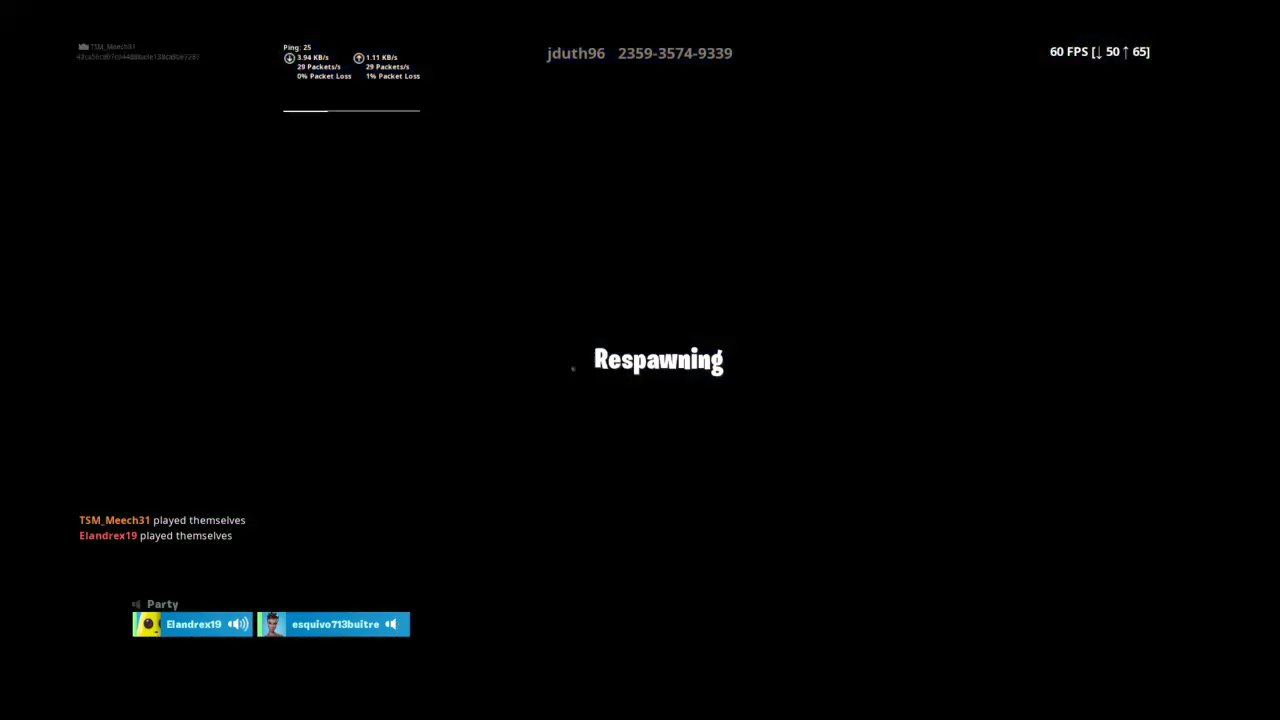 TSM_Meech31
Ping: 25
3.94 KB/s 1.11 KB/s
29 Packets/s 29 Packets/s
0% Packet Loss 1% Packet Loss
jduth96 2359-3574-9339
60 FPS [↓ 50 ↑ 65]
Respawning
TSM_Meech31 played themselves
Elandrex19 played themselves
Party
Elandrex19 esquivo713buitre